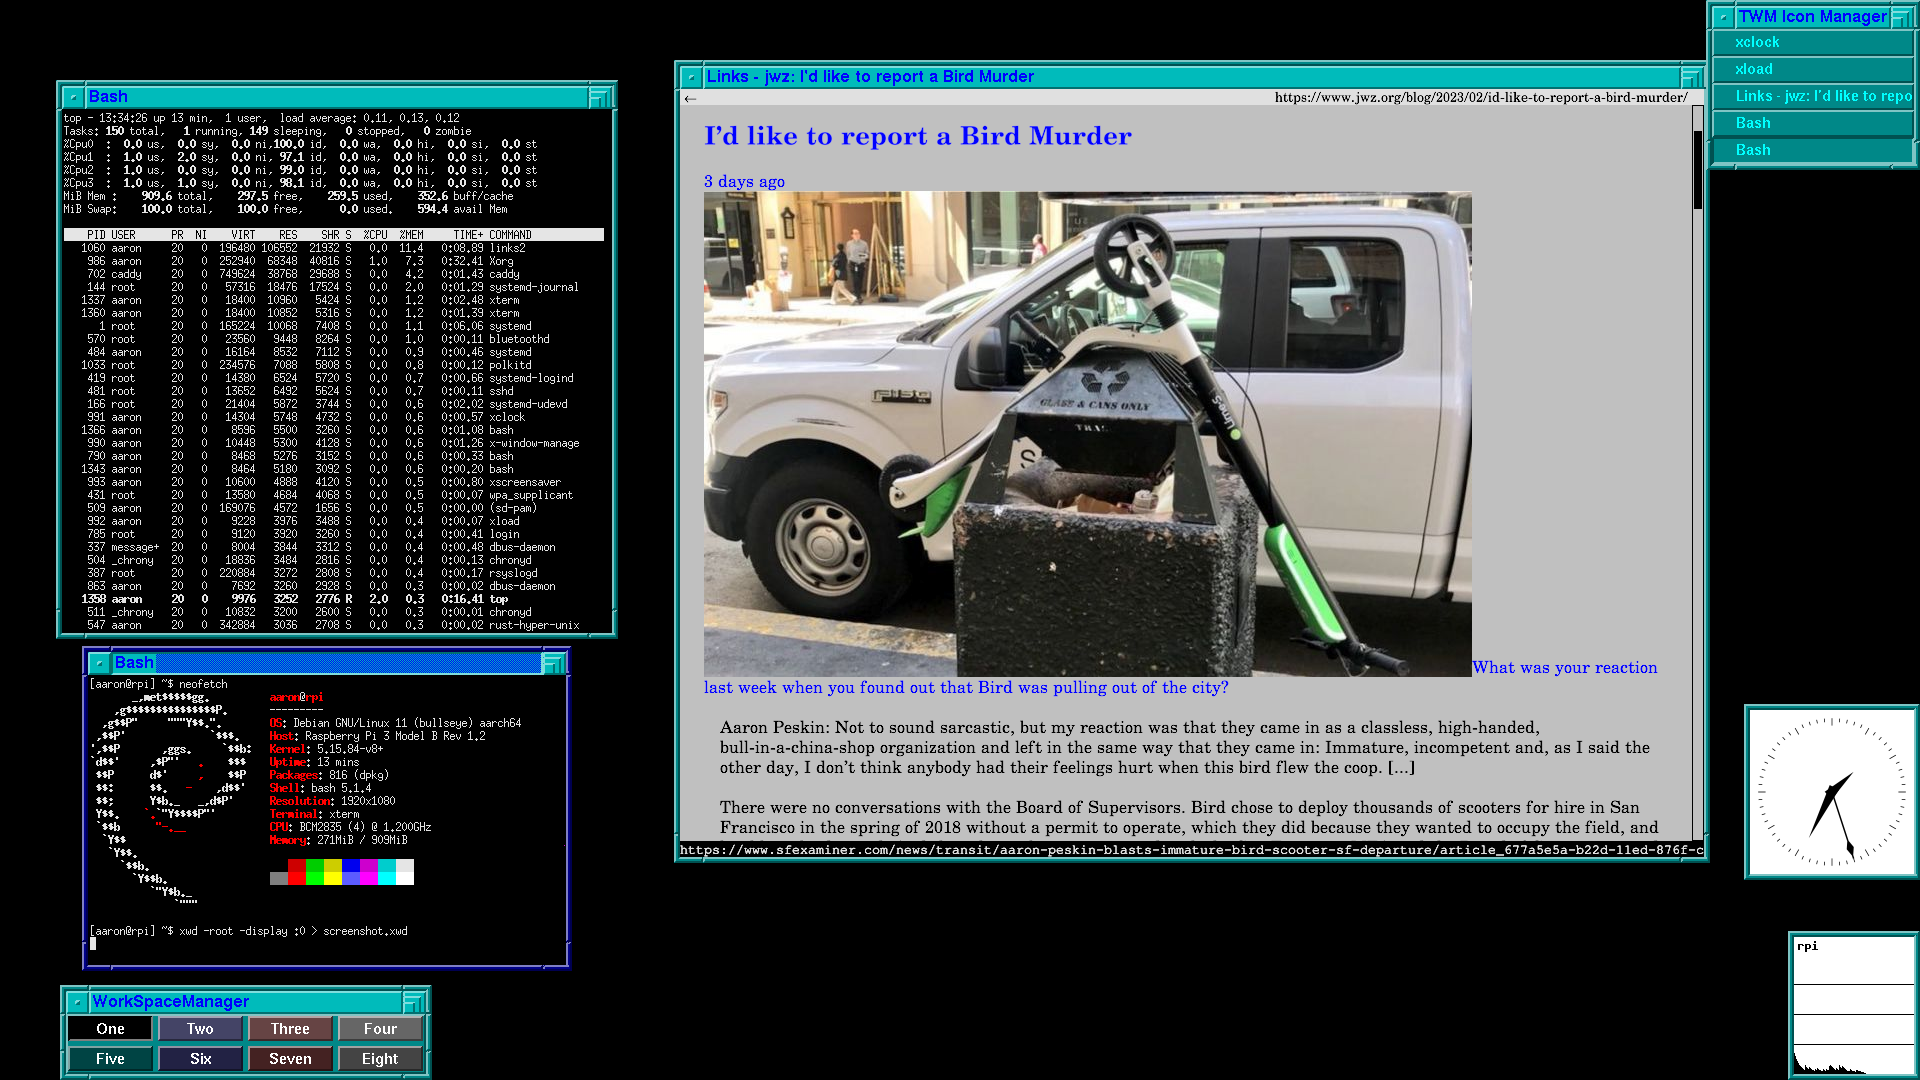 Bash
top - 13:34:26 up 13 min,  1 user,  load average: 0.11, 0.13, 0.12
Tasks: 150 total,   1 running, 149 sleeping,   0 stopped,   0 zombie
%Cpu0  :  0.0 us,  0.0 sy,  0.0 ni,100.0 id,  0.0 wa,  0.0 hi,  0.0 si,  0.0 st
%Cpu1  :  1.0 us,  2.0 sy,  0.0 ni, 97.1 id,  0.0 wa,  0.0 hi,  0.0 si,  0.0 st
%Cpu2  :  1.0 us,  0.0 sy,  0.0 ni, 99.0 id,  0.0 wa,  0.0 hi,  0.0 si,  0.0 st
%Cpu3  :  1.0 us,  1.0 sy,  0.0 ni, 98.1 id,  0.0 wa,  0.0 hi,  0.0 si,  0.0 st
MiB Mem :    909.6 total,    297.5 free,    259.5 used,    352.6 buff/cache
MiB Swap:    100.0 total,    100.0 free,      0.0 used.    594.4 avail Mem
PID USER      PR  NI    VIRT    RES    SHR S  %CPU  %MEM     TIME+ COMMAND
1060 aaron     20   0  196480 106552  21932 S   0.0  11.4   0:08.89 links2
986 aaron     20   0  252940  68348  40816 S   1.0   7.3   0:32.41 Xorg
702 caddy     20   0  749624  38768  29688 S   0.0   4.2   0:01.43 caddy
144 root      20   0   57316  18476  17524 S   0.0   2.0   0:01.29 systemd-journal
1337 aaron     20   0   18400  10960   5424 S   0.0   1.2   0:02.48 xterm
1360 aaron     20   0   18400  10852   5316 S   0.0   1.2   0:01.39 xterm
1 root      20   0  165224  10068   7408 S   0.0   1.1   0:06.06 systemd
570 root      20   0   23560   9448   8264 S   0.0   1.0   0:00.11 bluetoothd
484 aaron     20   0   16164   8532   7112 S   0.0   0.9   0:00.46 systemd
1033 root      20   0  234576   7088   5808 S   0.0   0.8   0:00.12 polkitd
419 root      20   0   14380   6524   5720 S   0.0   0.7   0:00.66 systemd-logind
481 root      20   0   13652   6492   5624 S   0.0   0.7   0:00.11 sshd
166 root      20   0   21404   5872   3744 S   0.0   0.6   0:02.02 systemd-udevd
991 aaron     20   0   14304   5748   4732 S   0.0   0.6   0:00.57 xclock
1366 aaron     20   0    8596   5500   3260 S   0.0   0.6   0:01.08 bash
990 aaron     20   0   10448   5300   4128 S   0.0   0.6   0:01.26 x-window-manage
790 aaron     20   0    8468   5276   3152 S   0.0   0.6   0:00.33 bash
1343 aaron     20   0    8464   5180   3092 S   0.0   0.6   0:00.20 bash
993 aaron     20   0   10600   4888   4120 S   0.0   0.5   0:00.80 xscreensaver
431 root      20   0   13580   4684   4068 S   0.0   0.5   0:00.07 wpa_supplicant
509 aaron     20   0  169076   4572   1656 S   0.0   0.5   0:00.00 (sd-pam)
992 aaron     20   0    9228   3976   3488 S   0.0   0.4   0:00.07 xload
785 root      20   0    9120   3920   3260 S   0.0   0.4   0:00.41 login
337 message+  20   0    8004   3844   3312 S   0.0   0.4   0:00.48 dbus-daemon
504 _chrony   20   0   18836   3484   2816 S   0.0   0.4   0:00.13 chronyd
387 root      20   0  220884   3272   2808 S   0.0   0.4   0:00.17 rsyslogd
863 aaron     20   0    7692   3260   2928 S   0.0   0.3   0:00.02 dbus-daemon
1358 aaron     20   0    9976   3252   2776 R   2.0   0.3   0:16.41 top
511 _chrony   20   0   10832   3200   2600 S   0.0   0.3   0:00.01 chronyd
547 aaron     20   0  342884   3036   2708 S   0.0   0.3   0:00.02 rust-hyper-unix
Bash
[aaron@rpi] ~$ neofetch
aaron@rpi
---------
OS: Debian GNU/Linux 11 (bullseye) aarch64
Host: Raspberry Pi 3 Model B Rev 1.2
Kernel: 5.15.84-v8+
Uptime: 13 mins
Packages: 816 (dpkg)
Shell: bash 5.1.4
Resolution: 1920x1080
Terminal: xterm
CPU: BCM2835 (4) @ 1.200GHz
Memory: 271MiB / 909MiB
[aaron@rpi] ~$ xwd -root -display :0 > screenshot.xwd
WorkSpaceManager
One Two Three Four
Five Six Seven Eight
Links - jwz: I'd like to report a Bird Murder
← https://www.jwz.org/blog/2023/02/id-like-to-report-a-bird-murder/
I’d like to report a Bird Murder
3 days ago
F150
GLASS & CANS ONLY
Lime-S
What was your reaction
last week when you found out that Bird was pulling out of the city?
Aaron Peskin: Not to sound sarcastic, but my reaction was that they came in as a classless, high-handed,
bull-in-a-china-shop organization and left in the same way that they came in: Immature, incompetent and, as I said the
other day, I don’t think anybody had their feelings hurt when this bird flew the coop. [...]
There were no conversations with the Board of Supervisors. Bird chose to deploy thousands of scooters for hire in San
Francisco in the spring of 2018 without a permit to operate, which they did because they wanted to occupy the field, and
https://www.sfexaminer.com/news/transit/aaron-peskin-blasts-immature-bird-scooter-sf-departure/article_677a5e5a-b22d-11ed-876f-c
TWM Icon Manager
xclock
xload
Links - jwz: I'd like to repo
Bash
Bash
rpi